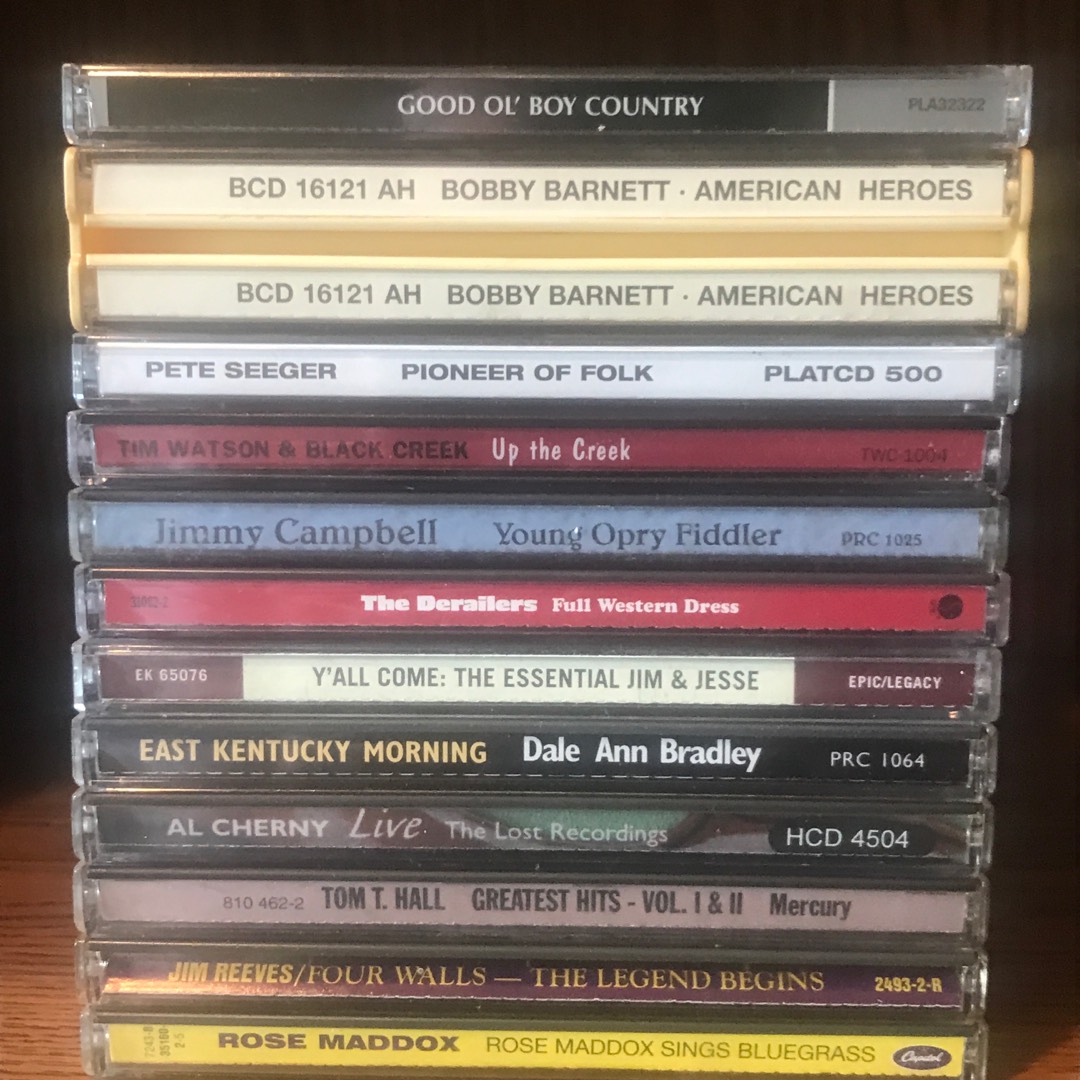 GOOD OL' BOY COUNTRY PLA32322
BCD 16121 AH BOBBY BARNETT · AMERICAN HEROES
BCD 16121 AH BOBBY BARNETT · AMERICAN HEROES
PETE SEEGER PIONEER OF FOLK PLATCD 500
TIM WATSON & BLACK CREEK Up the Creek TWC-1004
Jimmy Campbell Young Opry Fiddler PRC 1025
The Derailers Full Western Dress
EK 65076 Y'ALL COME: THE ESSENTIAL JIM & JESSE EPIC/LEGACY
EAST KENTUCKY MORNING Dale Ann Bradley PRC 1064
AL CHERNY Live The Lost Recordings HCD 4504
810 462-2 TOM T. HALL GREATEST HITS - VOL. I & II Mercury
JIM REEVES/FOUR WALLS — THE LEGEND BEGINS 2493-2-R
ROSE MADDOX ROSE MADDOX SINGS BLUEGRASS Capitol